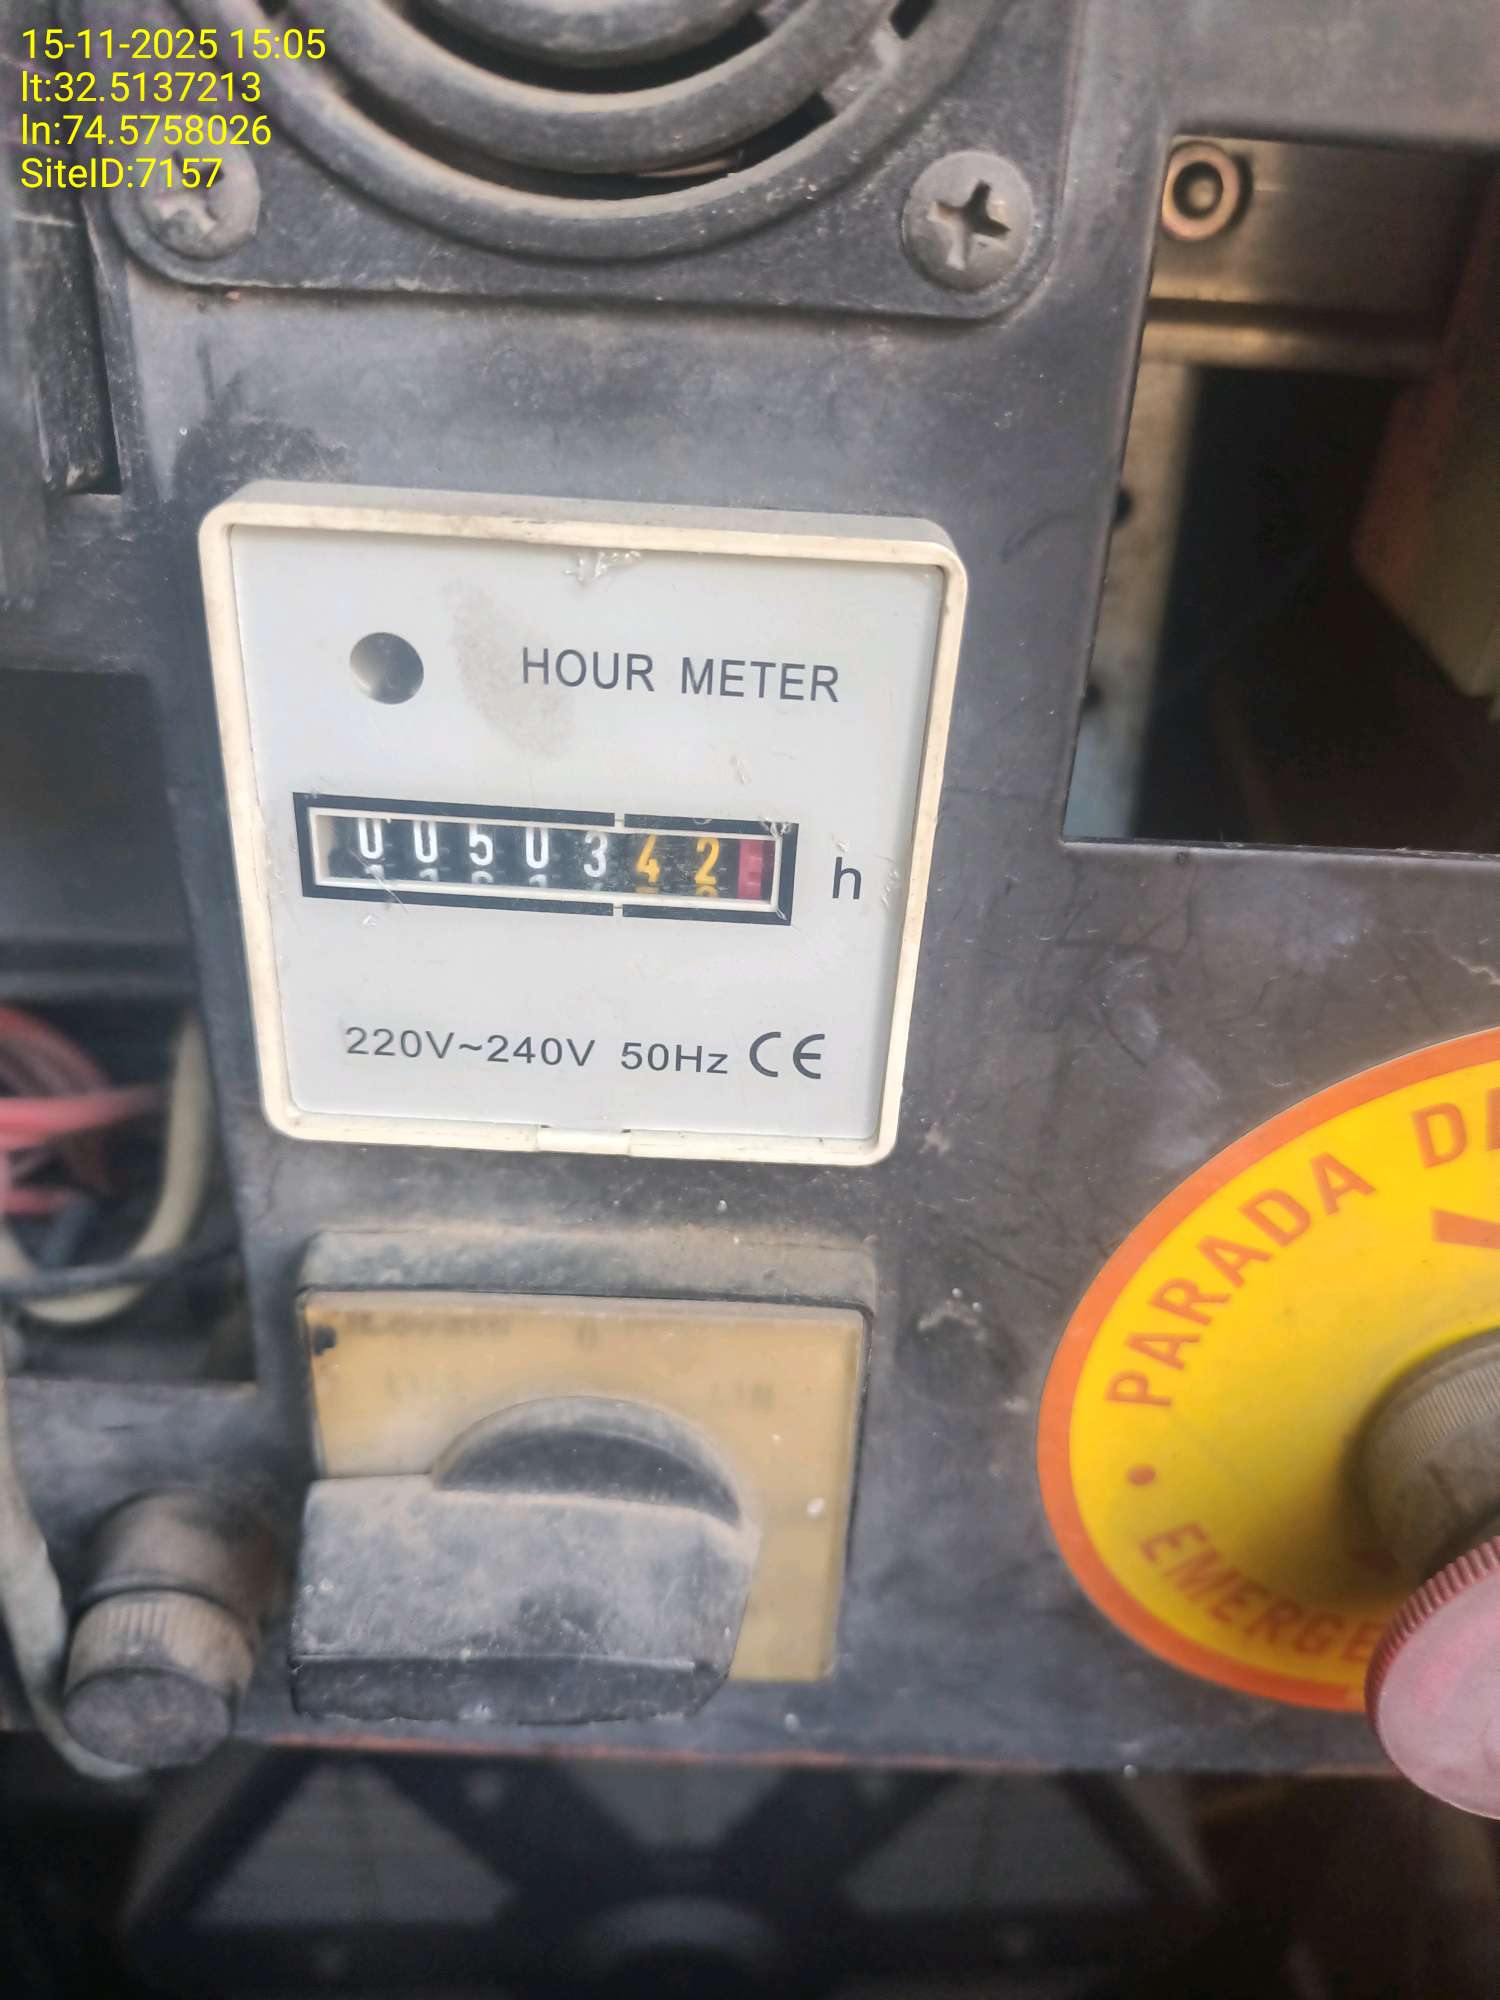 15-11-2025 15:05
lt:32.5137213
ln:74.5758026
SiteID:7157
HOUR METER
0050342 h
220V~240V 50Hz CE
PARADA
EMERGE